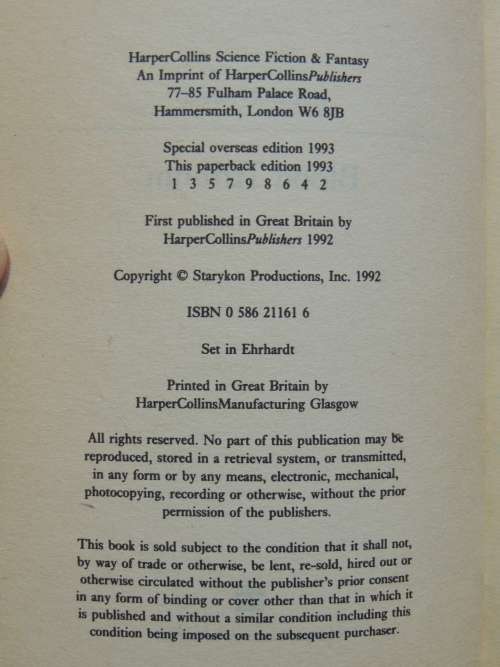 HarperCollins Science Fiction & Fantasy
An Imprint of HarperCollinsPublishers
77–85 Fulham Palace Road,
Hammersmith, London W6 8JB
Special overseas edition 1993
This paperback edition 1993
1 3 5 7 9 8 6 4 2
First published in Great Britain by
HarperCollinsPublishers 1992
Copyright © Starykon Productions, Inc. 1992
ISBN 0 586 21161 6
Set in Ehrhardt
Printed in Great Britain by
HarperCollinsManufacturing Glasgow
All rights reserved. No part of this publication may be
reproduced, stored in a retrieval system, or transmitted,
in any form or by any means, electronic, mechanical,
photocopying, recording or otherwise, without the prior
permission of the publishers.
This book is sold subject to the condition that it shall not,
by way of trade or otherwise, be lent, re-sold, hired out or
otherwise circulated without the publisher's prior consent
in any form of binding or cover other than that in which it
is published and without a similar condition including this
condition being imposed on the subsequent purchaser.